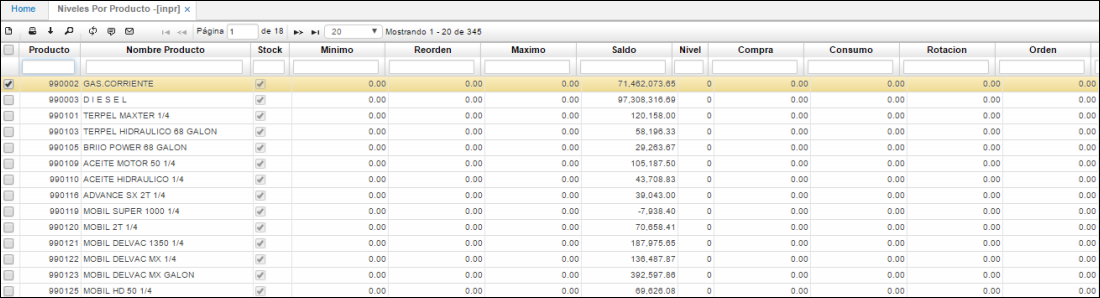 Home Niveles Por Producto -[inpr] ×
Página 1 de 18 20 Mostrando 1 - 20 de 345
Producto Nombre Producto Stock Minimo Reorden Maximo Saldo Nivel Compra Consumo Rotacion Orden
990002 GAS.CORRIENTE 0.00 0.00 0.00 71,462,073.65 0 0.00 0.00 0.00 0.00
990003 D I E S E L 0.00 0.00 0.00 97,308,316.69 0 0.00 0.00 0.00 0.00
990101 TERPEL MAXTER 1/4 0.00 0.00 0.00 120,158.00 0 0.00 0.00 0.00 0.00
990103 TERPEL HIDRAULICO 68 GALON 0.00 0.00 0.00 58,196.33 0 0.00 0.00 0.00 0.00
990105 BRIIO POWER 68 GALON 0.00 0.00 0.00 29,263.67 0 0.00 0.00 0.00 0.00
990109 ACEITE MOTOR 50 1/4 0.00 0.00 0.00 105,187.50 0 0.00 0.00 0.00 0.00
990110 ACEITE HIDRAULICO 1/4 0.00 0.00 0.00 43,708.83 0 0.00 0.00 0.00 0.00
990116 ADVANCE SX 2T 1/4 0.00 0.00 0.00 39,043.00 0 0.00 0.00 0.00 0.00
990119 MOBIL SUPER 1000 1/4 0.00 0.00 0.00 -7,938.40 0 0.00 0.00 0.00 0.00
990120 MOBIL 2T 1/4 0.00 0.00 0.00 70,658.41 0 0.00 0.00 0.00 0.00
990121 MOBIL DELVAC 1350 1/4 0.00 0.00 0.00 187,975.65 0 0.00 0.00 0.00 0.00
990122 MOBIL DELVAC MX 1/4 0.00 0.00 0.00 136,487.87 0 0.00 0.00 0.00 0.00
990123 MOBIL DELVAC MX GALON 0.00 0.00 0.00 392,597.86 0 0.00 0.00 0.00 0.00
990125 MOBIL HD 50 1/4 0.00 0.00 0.00 69,626.08 0 0.00 0.00 0.00 0.00